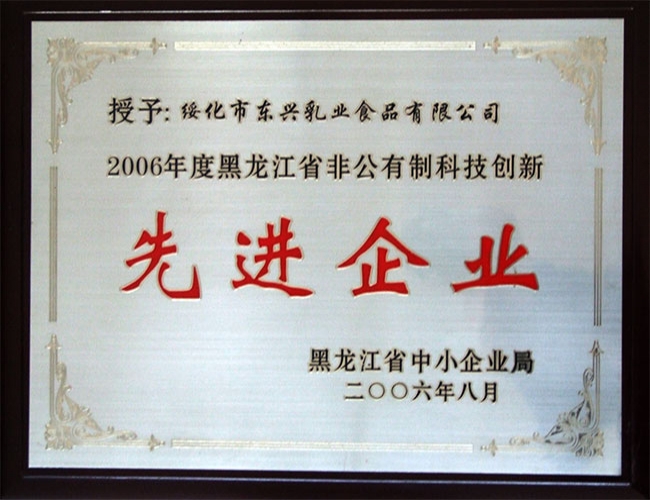 授予:绥化市东兴乳业食品有限公司
2006年度黑龙江省非公有制科技创新
先进企业
黑龙江省中小企业局
二〇〇六年八月